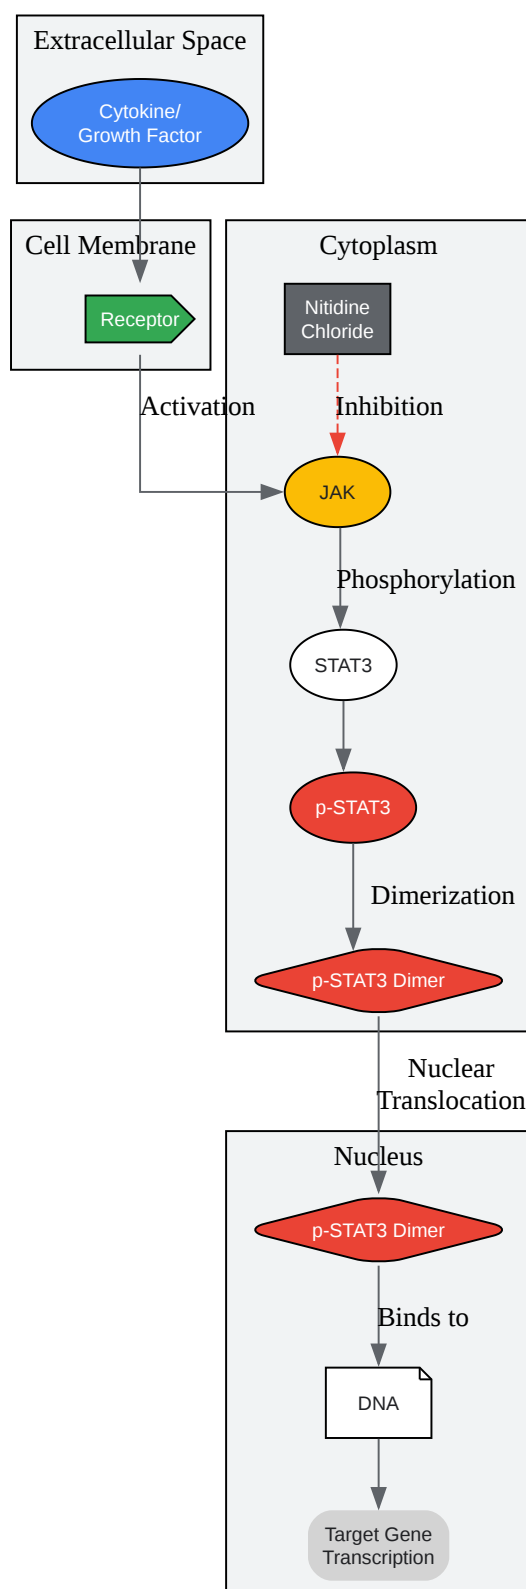 Extracellular Space
Cytokine/
Growth Factor
Cell Membrane
Receptor
Cytoplasm
Nitidine
Chloride
Activation
Inhibition
JAK
Phosphorylation
STAT3
p-STAT3
Dimerization
p-STAT3 Dimer
Nuclear
Translocation
Nucleus
p-STAT3 Dimer
Binds to
DNA
Target Gene
Transcription